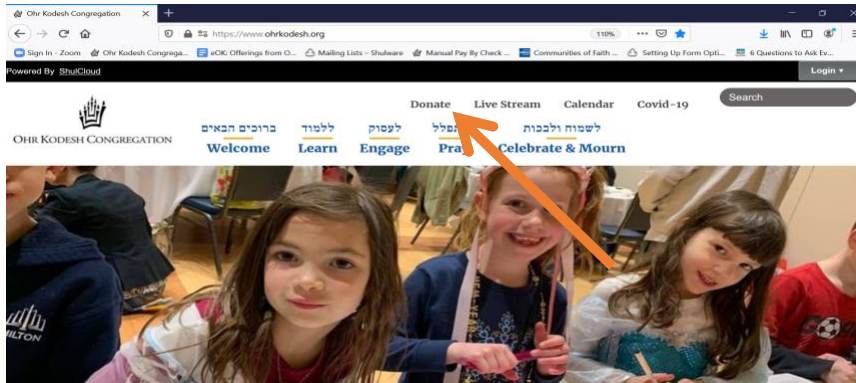 Ohr Kodesh Congregation
https://www.ohrkodesh.org
110%
Sign In - Zoom Ohr Kodesh Congrega... eOK: Offerings from O... Mailing Lists – Shulware Manual Pay By Check ... Communities of Faith ... Setting Up Form Opti... 6 Questions to Ask Ev...
Powered By ShulCloud Login
Donate Live Stream Calendar Covid-19 Search
ברוכים הבאים ללמוד לעסוק לשמוח ולבכות
OHR KODESH CONGREGATION
Welcome Learn Engage Celebrate & Mourn
MILTON